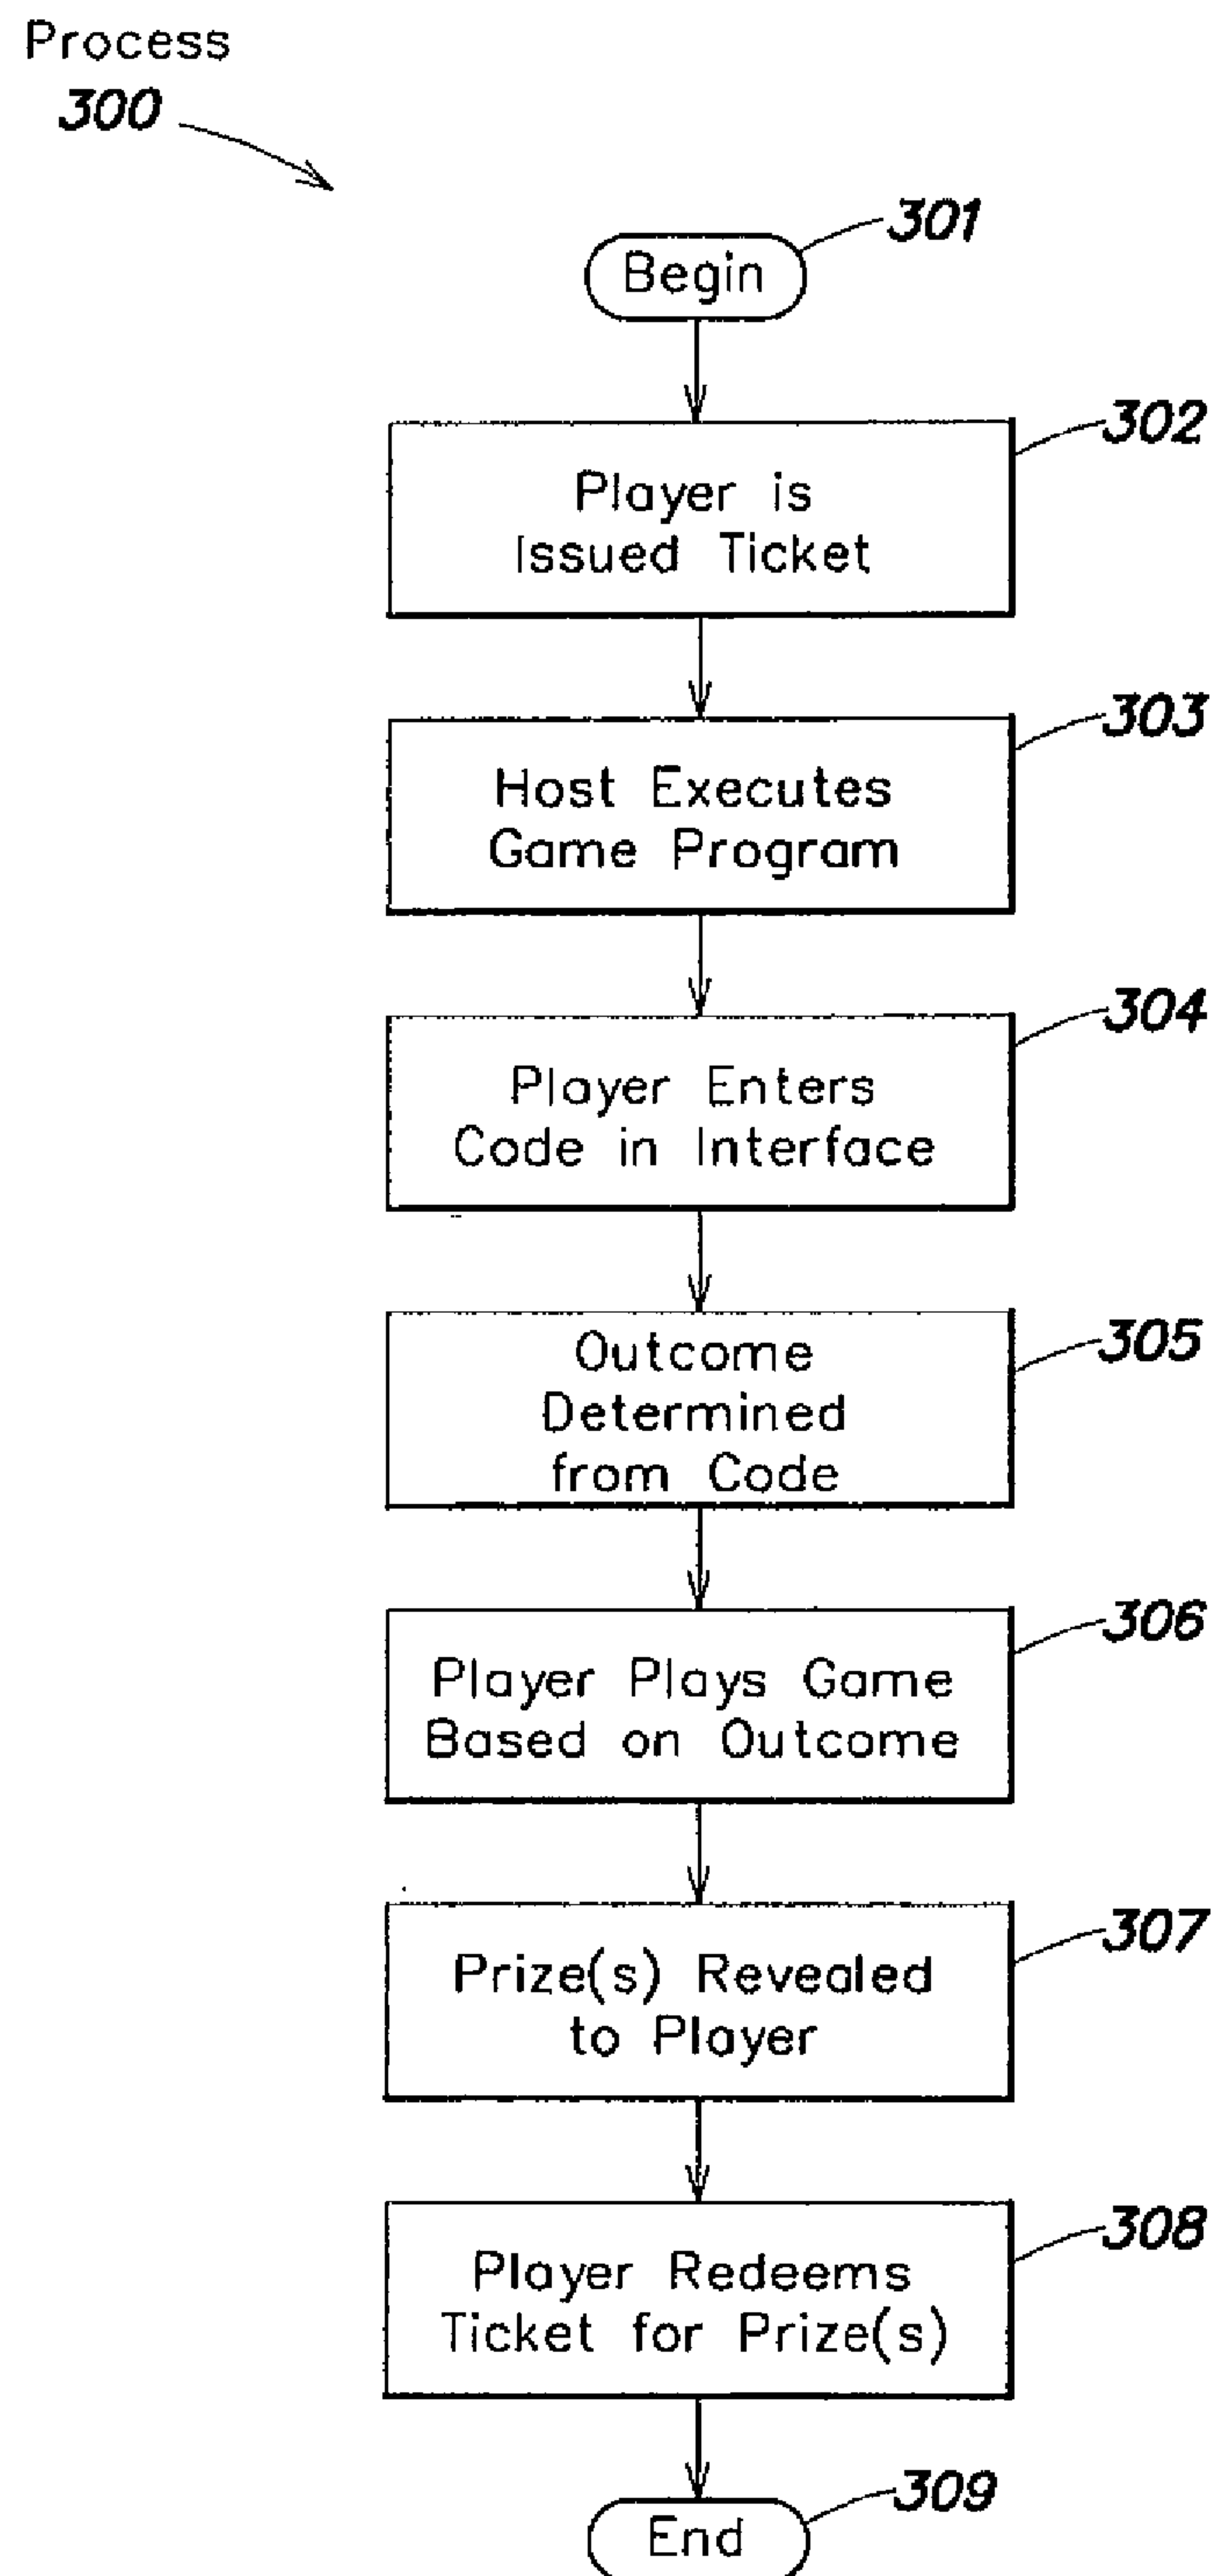 Process
300
301
Begin
302
Player is
Issued Ticket
303
Host Executes
Game Program
304
Player Enters
Code in Interface
305
Outcome
Determined
from Code
306
Player Plays Game
Based on Outcome
307
Prize(s) Revealed
to Player
308
Player Redeems
Ticket for Prize(s)
309
End